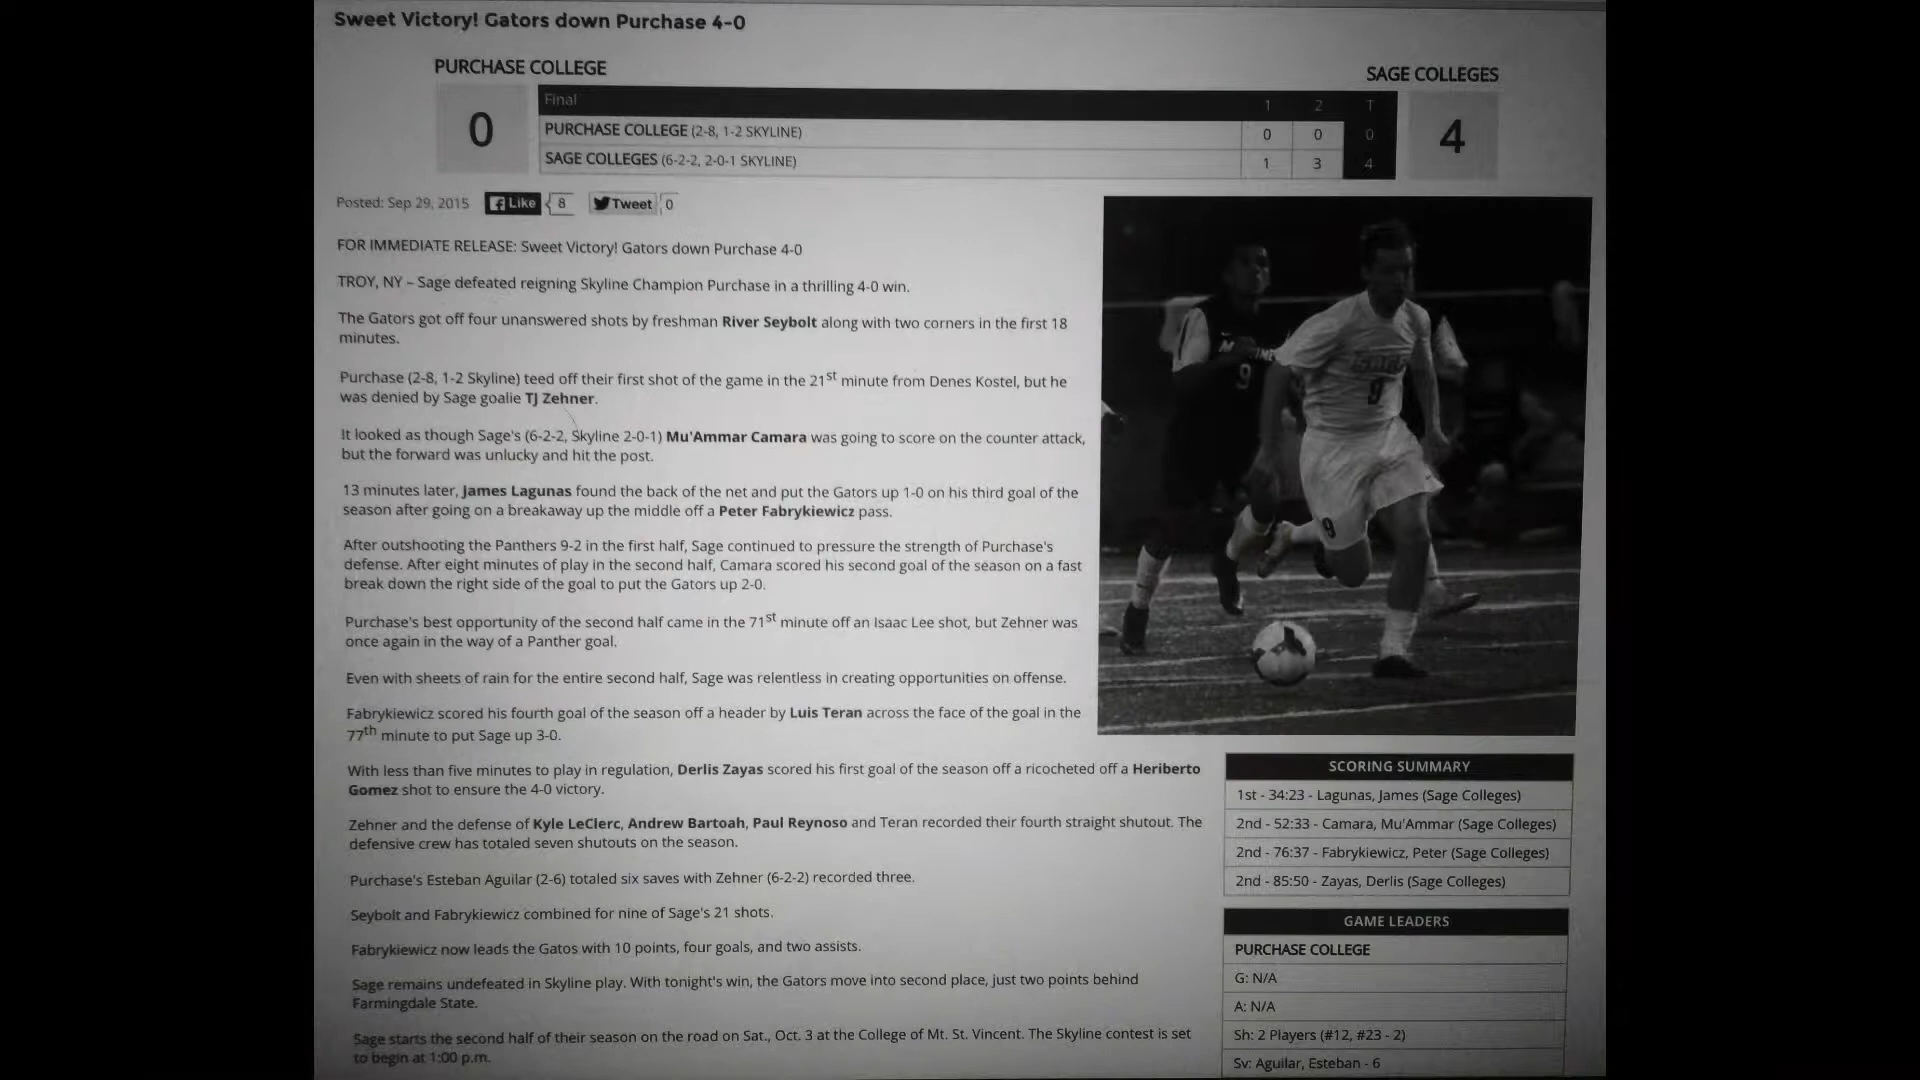 Sweet Victory! Gators down Purchase 4-0
PURCHASE COLLEGE
SAGE COLLEGES
0
Final 1 2 T
PURCHASE COLLEGE (2-8, 1-2 SKYLINE) 0 0 0
SAGE COLLEGES (6-2-2, 2-0-1 SKYLINE) 1 3 4
4
Posted: Sep 29, 2015 Like 8 Tweet 0
FOR IMMEDIATE RELEASE: Sweet Victory! Gators down Purchase 4-0
TROY, NY – Sage defeated reigning Skyline Champion Purchase in a thrilling 4-0 win.
The Gators got off four unanswered shots by freshman River Seybolt along with two corners in the first 18
minutes.
Purchase (2-8, 1-2 Skyline) teed off their first shot of the game in the 21st minute from Denes Kostel, but he
was denied by Sage goalie TJ Zehner.
It looked as though Sage's (6-2-2, Skyline 2-0-1) Mu'Ammar Camara was going to score on the counter attack,
but the forward was unlucky and hit the post.
13 minutes later, James Lagunas found the back of the net and put the Gators up 1-0 on his third goal of the
season after going on a breakaway up the middle off a Peter Fabrykiewicz pass.
After outshooting the Panthers 9-2 in the first half, Sage continued to pressure the strength of Purchase's
defense. After eight minutes of play in the second half, Camara scored his second goal of the season on a fast
break down the right side of the goal to put the Gators up 2-0.
Purchase's best opportunity of the second half came in the 71st minute off an Isaac Lee shot, but Zehner was
once again in the way of a Panther goal.
Even with sheets of rain for the entire second half, Sage was relentless in creating opportunities on offense.
Fabrykiewicz scored his fourth goal of the season off a header by Luis Teran across the face of the goal in the
77th minute to put Sage up 3-0.
With less than five minutes to play in regulation, Derlis Zayas scored his first goal of the season off a ricocheted off a Heriberto
Gomez shot to ensure the 4-0 victory.
Zehner and the defense of Kyle LeClerc, Andrew Bartoah, Paul Reynoso and Teran recorded their fourth straight shutout. The
defensive crew has totaled seven shutouts on the season.
Purchase's Esteban Aguilar (2-6) totaled six saves with Zehner (6-2-2) recorded three.
Seybolt and Fabrykiewicz combined for nine of Sage's 21 shots.
Fabrykiewicz now leads the Gatos with 10 points, four goals, and two assists.
Sage remains undefeated in Skyline play. With tonight's win, the Gators move into second place, just two points behind
Farmingdale State.
Sage starts the second half of their season on the road on Sat., Oct. 3 at the College of Mt. St. Vincent. The Skyline contest is set
to begin at 1:00 p.m.
9
9
9
SCORING SUMMARY
1st - 34:23 - Lagunas, James (Sage Colleges)
2nd - 52:33 - Camara, Mu'Ammar (Sage Colleges)
2nd - 76:37 - Fabrykiewicz, Peter (Sage Colleges)
2nd - 85:50 - Zayas, Derlis (Sage Colleges)
GAME LEADERS
PURCHASE COLLEGE
G: N/A
A: N/A
Sh: 2 Players (#12, #23 - 2)
Sv: Aguilar, Esteban - 6